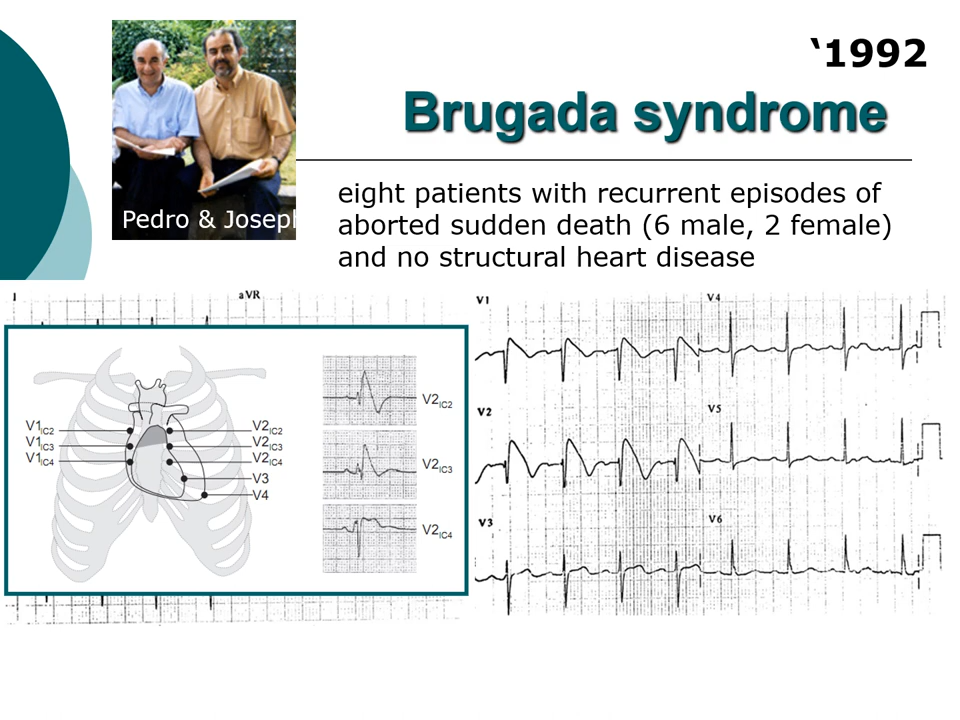 ‘1992
Brugada syndrome
Pedro & Joseph
eight patients with recurrent episodes of
aborted sudden death (6 male, 2 female)
and no structural heart disease
I
aVR
V1
V4
V2
V5
V3
V6
V1IC2
V1IC3
V1IC4
V2IC2
V2IC3
V2IC4
V3
V4
V2IC2
V2IC3
V2IC4